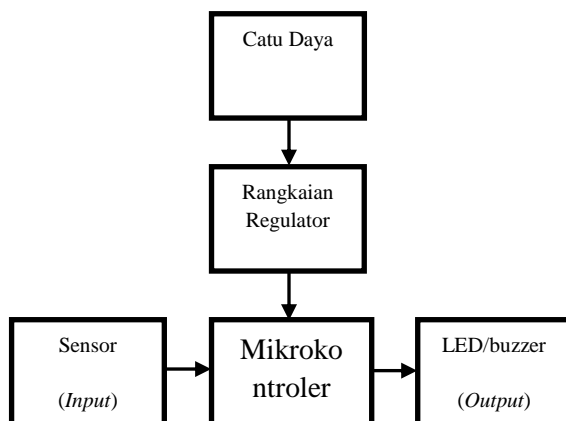 Catu Daya
Rangkaian
Regulator
Sensor
(Input)
Mikroko
ntroler
LED/buzzer
(Output)